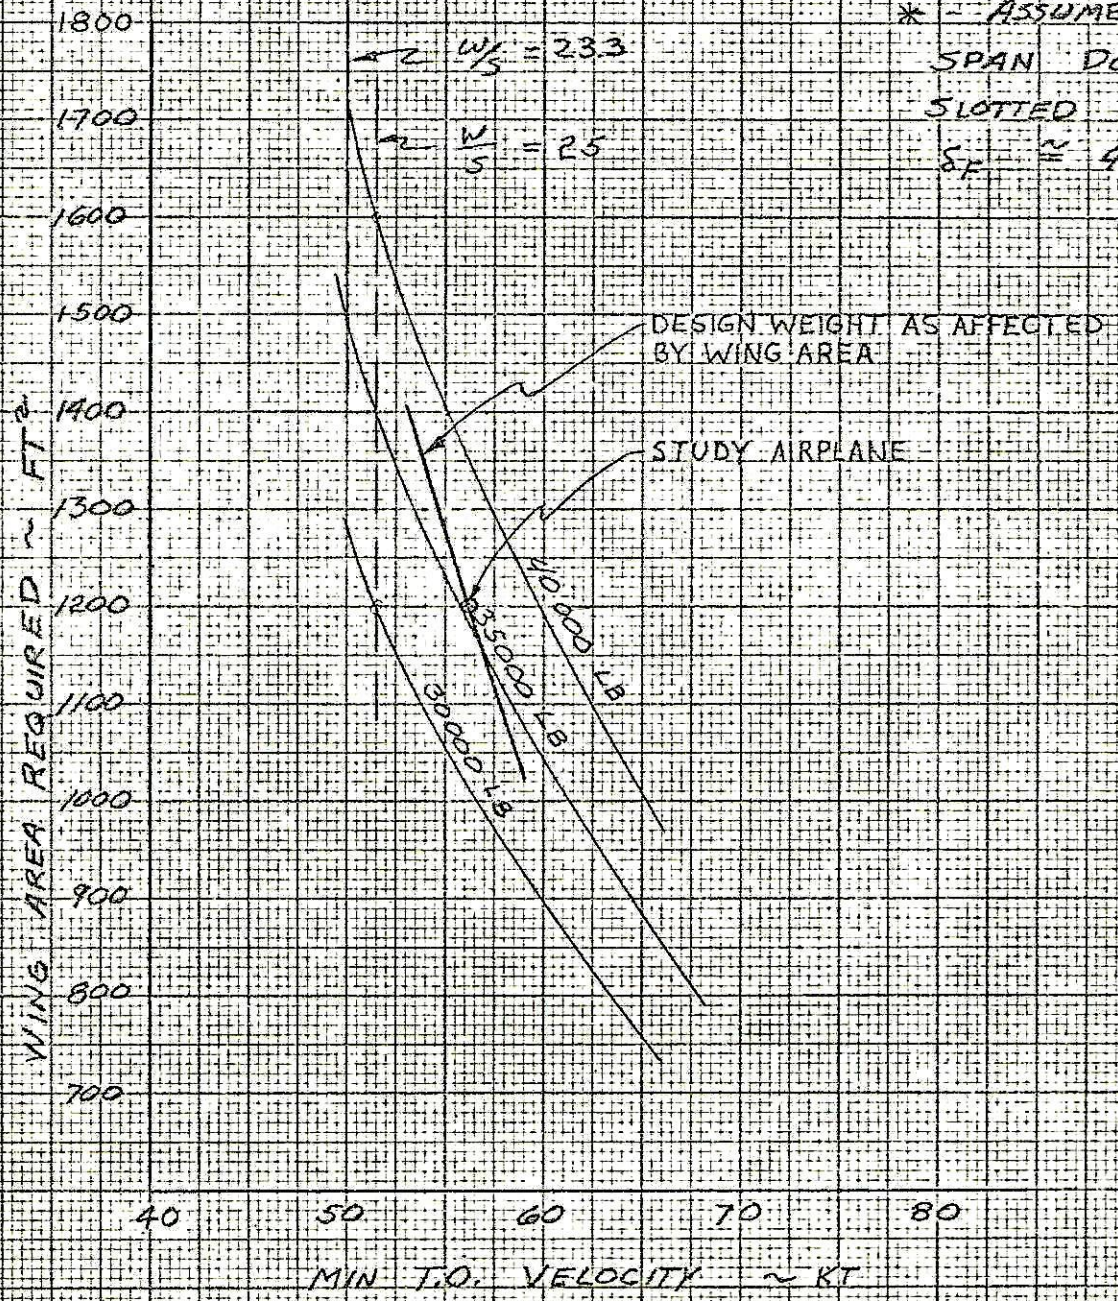 * - ASSUME
SPAN
SLOTTED
δF ≅
W/S = 23.3
W/S = 25
1800
1700
1600
1500
1400
1300
1200
1100
1000
900
800
700
WING AREA REQUIRED ~ FT²
DESIGN WEIGHT AS AFFECTED
BY WING AREA
STUDY AIRPLANE
40000 LB
35000 LB
30000 LB
40 50 60 70 80
MIN T.O. VELOCITY ~ KT